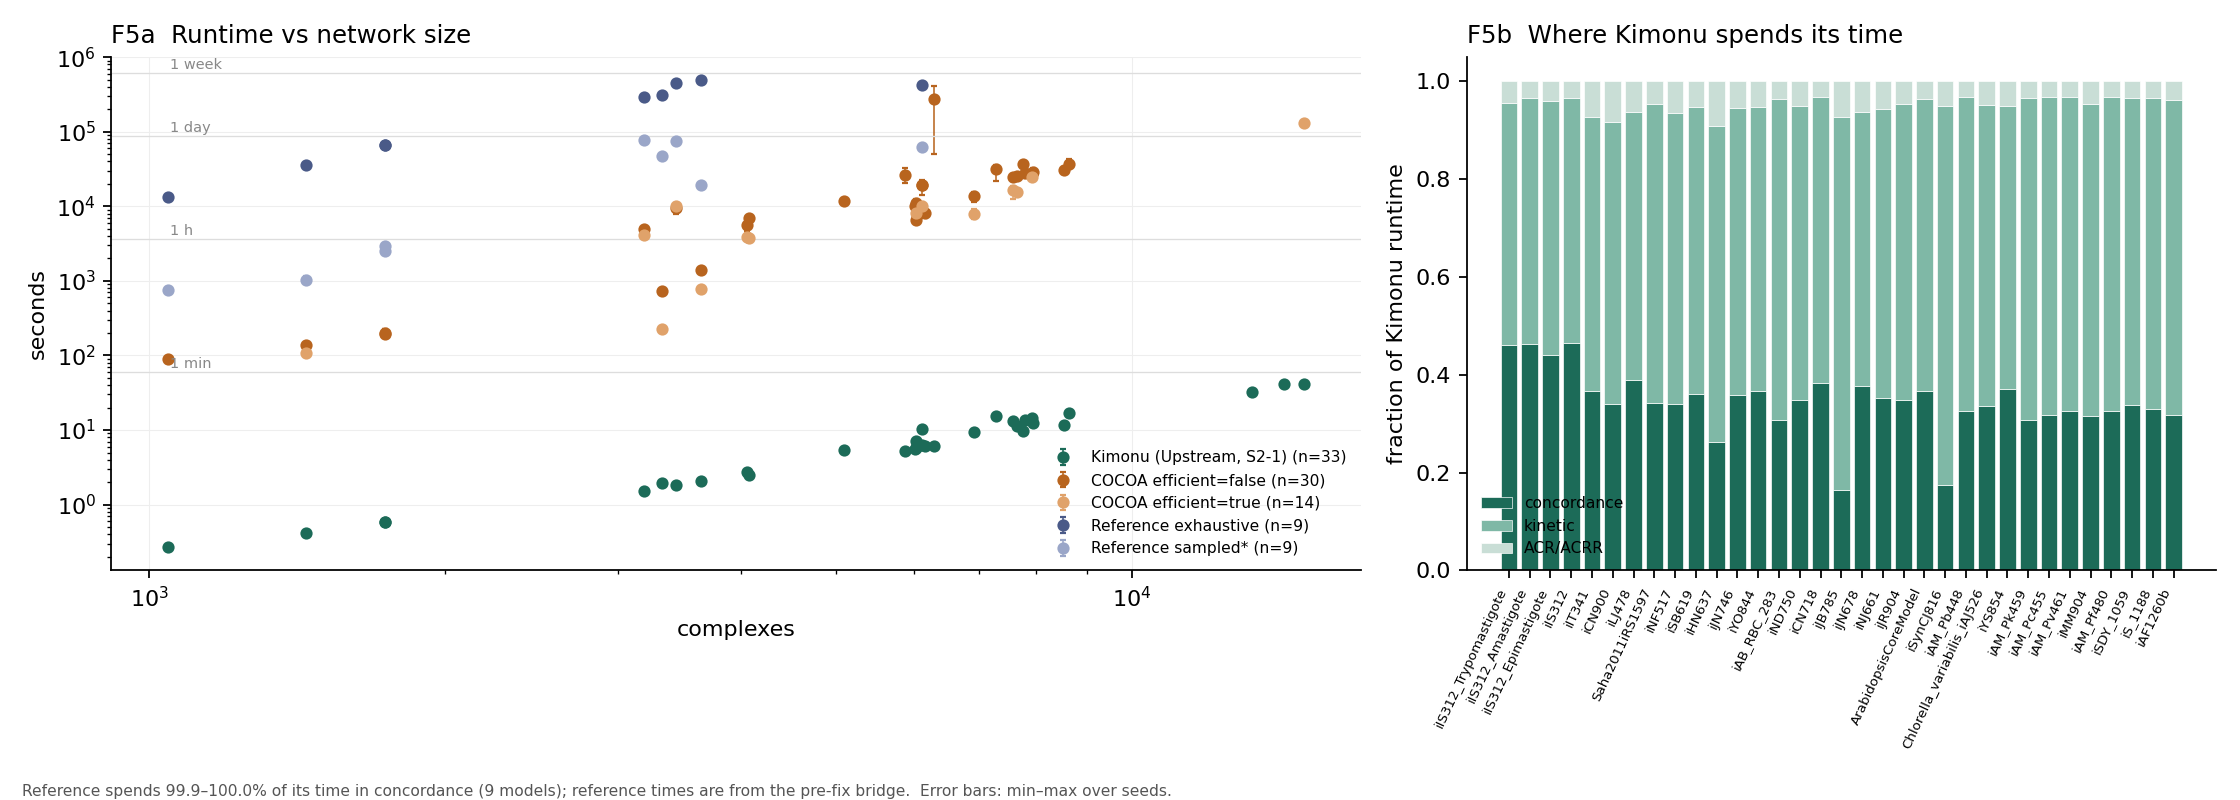 F5a  Runtime vs network size
seconds
10^6
10^5
10^4
10^3
10^2
10^1
10^0
1 week
1 day
1 h
1 min
Kimonu (Upstream, S2-1) (n=33)
COCOA efficient=false (n=30)
COCOA efficient=true (n=14)
Reference exhaustive (n=9)
Reference sampled* (n=9)
10^3
10^4
complexes
F5b  Where Kimonu spends its time
fraction of Kimonu runtime
1.0
0.8
0.6
0.4
0.2
0.0
concordance
kinetic
ACR/ACRR
iIS312_Trypomastigote
iIS312_Amastigote
iIS312_Epimastigote
iIS312
iIT341
iCN900
iLJ478
Saha2011iRS1597
iNF517
iSB619
iHN637
iJN746
iYO844
iAB_RBC_283
iND750
iCN718
iJB785
iJN678
iNJ661
iJR904
ArabidopsisCoreModel
iSynCJ816
iAM_Pb448
Chlorella_variabilis_iAJ526
iYS854
iAM_Pk459
iAM_Pc455
iAM_Pv461
iMM904
iAM_Pf480
iSDY_1059
iS_1188
iAF1260b
Reference spends 99.9–100.0% of its time in concordance (9 models); reference times are from the pre-fix bridge.  Error bars: min–max over seeds.